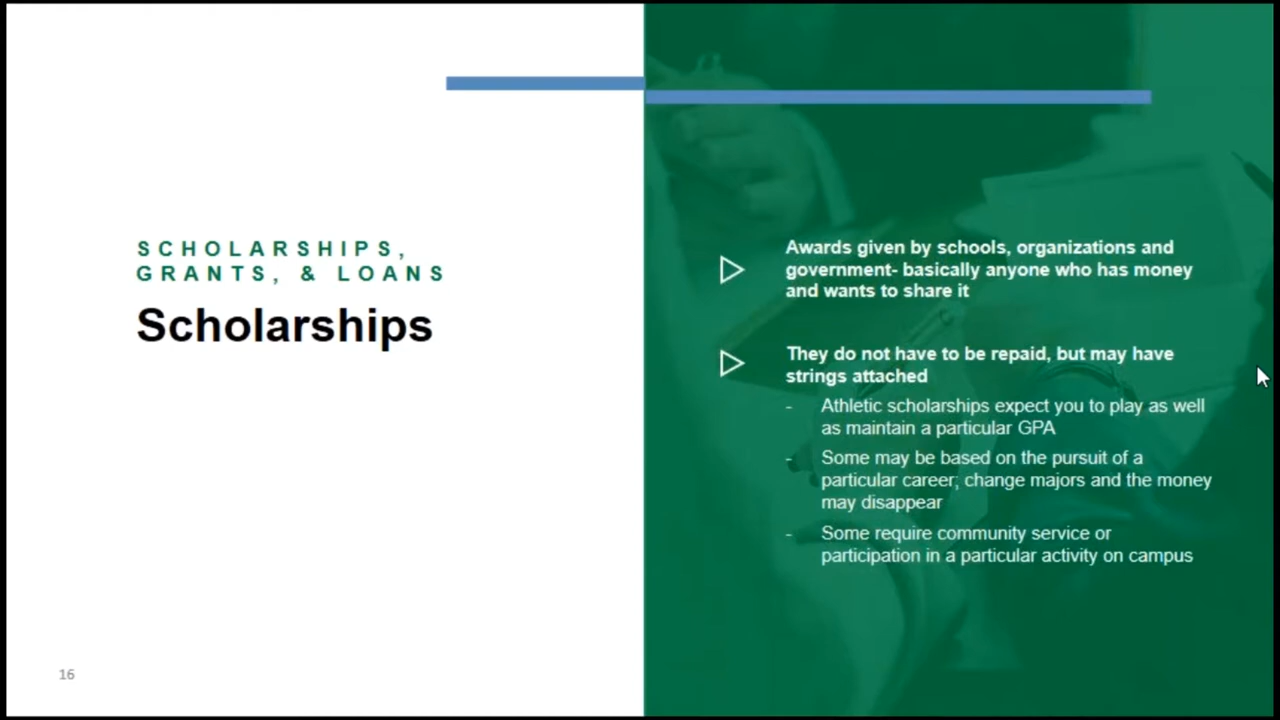 SCHOLARSHIPS,
GRANTS, & LOANS
Scholarships
Awards given by schools, organizations and
government- basically anyone who has money
and wants to share it
They do not have to be repaid, but may have
strings attached
- Athletic scholarships expect you to play as well
as maintain a particular GPA
- Some may be based on the pursuit of a
particular career; change majors and the money
may disappear
- Some require community service or
participation in a particular activity on campus
16